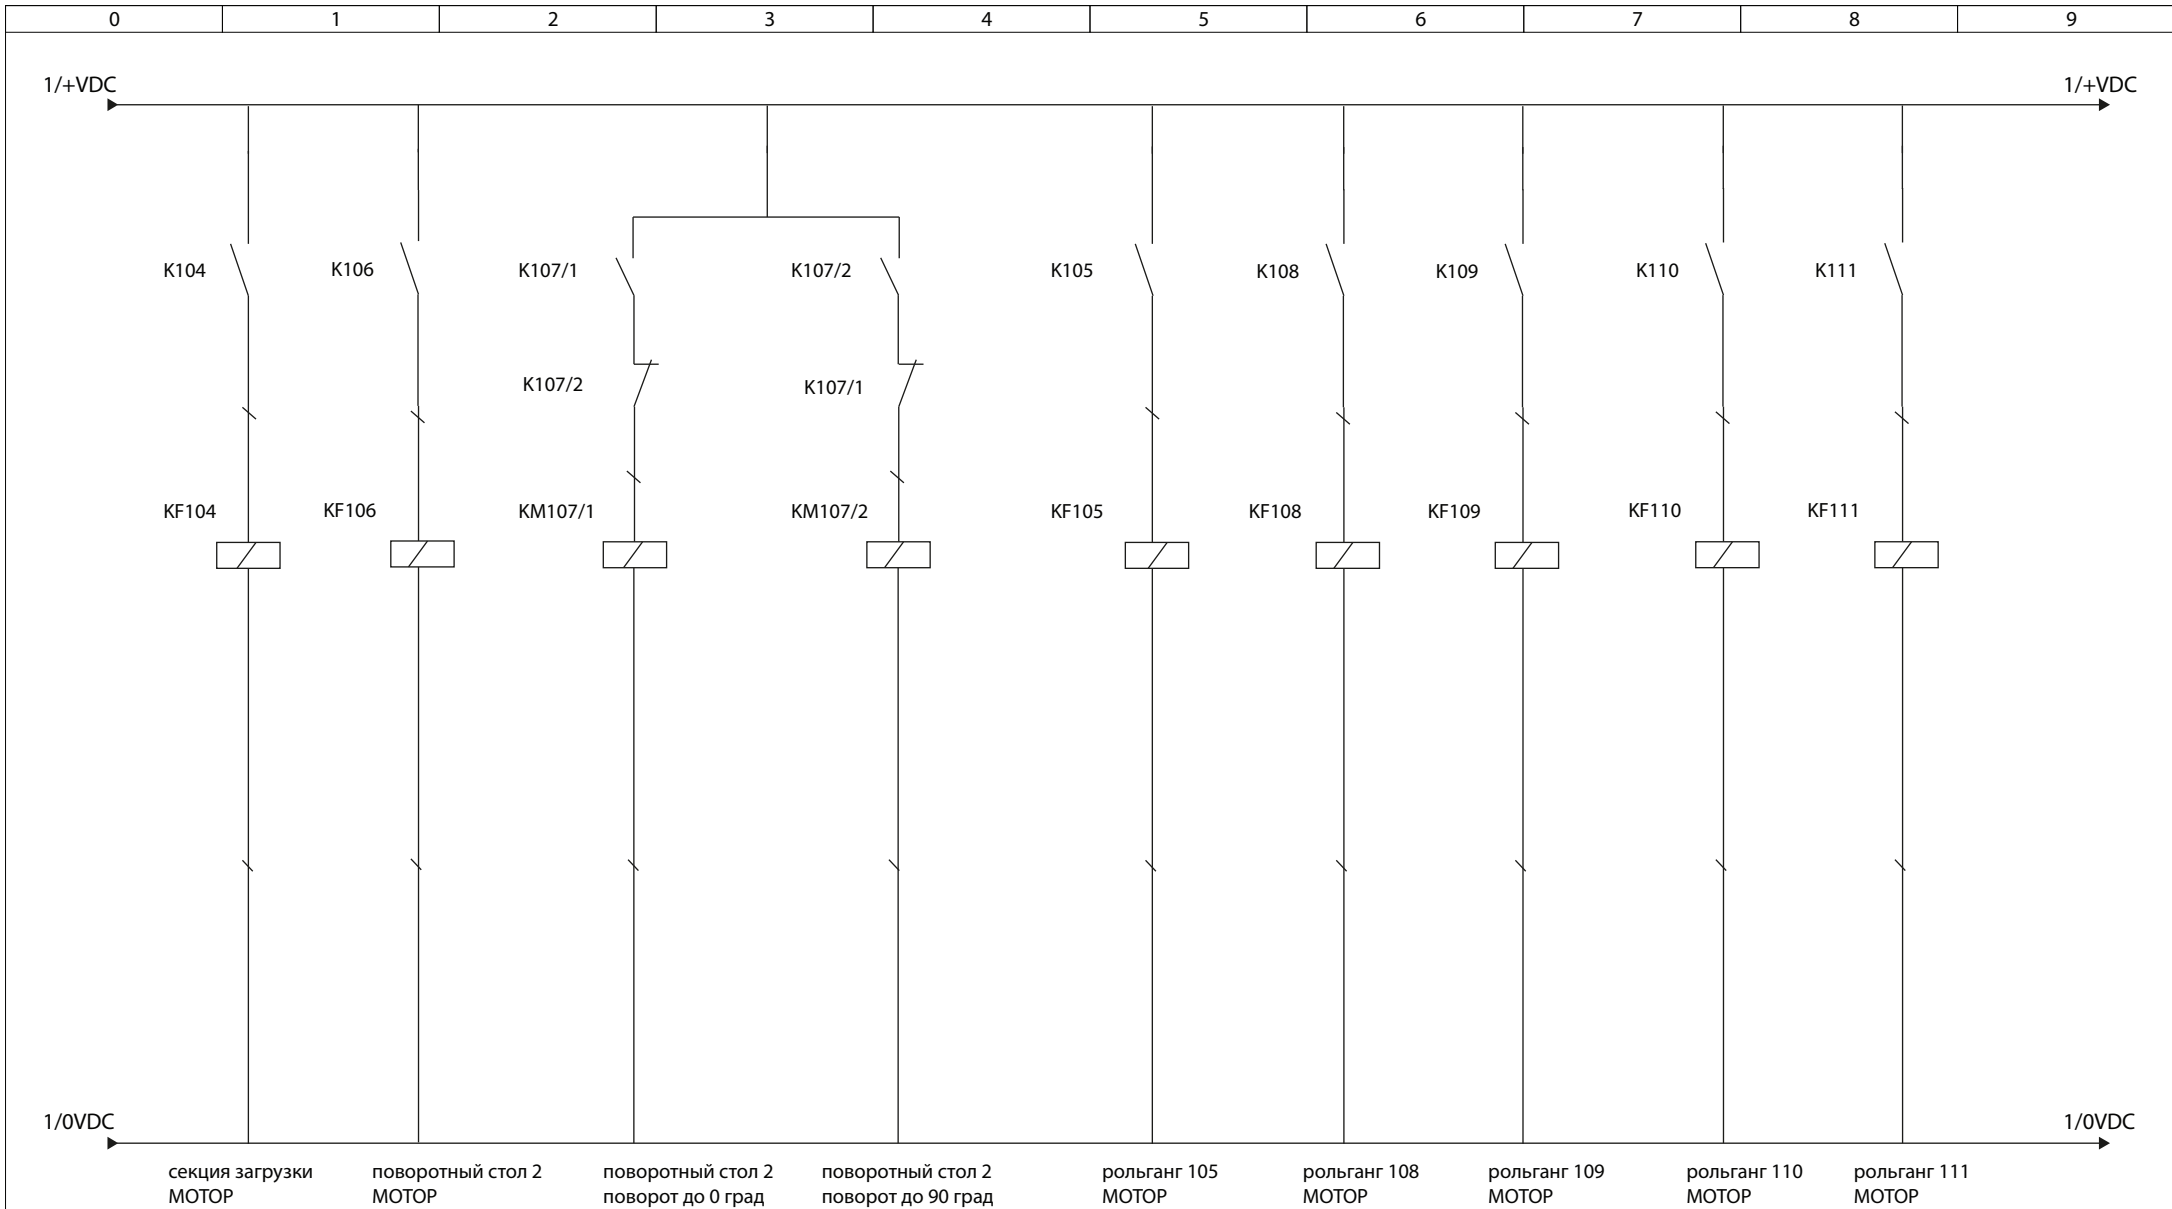 0 1 2 3 4 5 6 7 8 9
1/+VDC 1/+VDC
K104 K106 K107/1 K107/2 K105 K108 K109 K110 K111
K107/2 K107/1
KF104 KF106 KM107/1 KM107/2 KF105 KF108 KF109 KF110 KF111
1/0VDC 1/0VDC
секция загрузки поворотный стол 2 поворотный стол 2 поворотный стол 2 рольганг 105 рольганг 108 рольганг 109 рольганг 110 рольганг 111
МОТОР МОТОР поворот до 0 град поворот до 90 град МОТОР МОТОР МОТОР МОТОР МОТОР